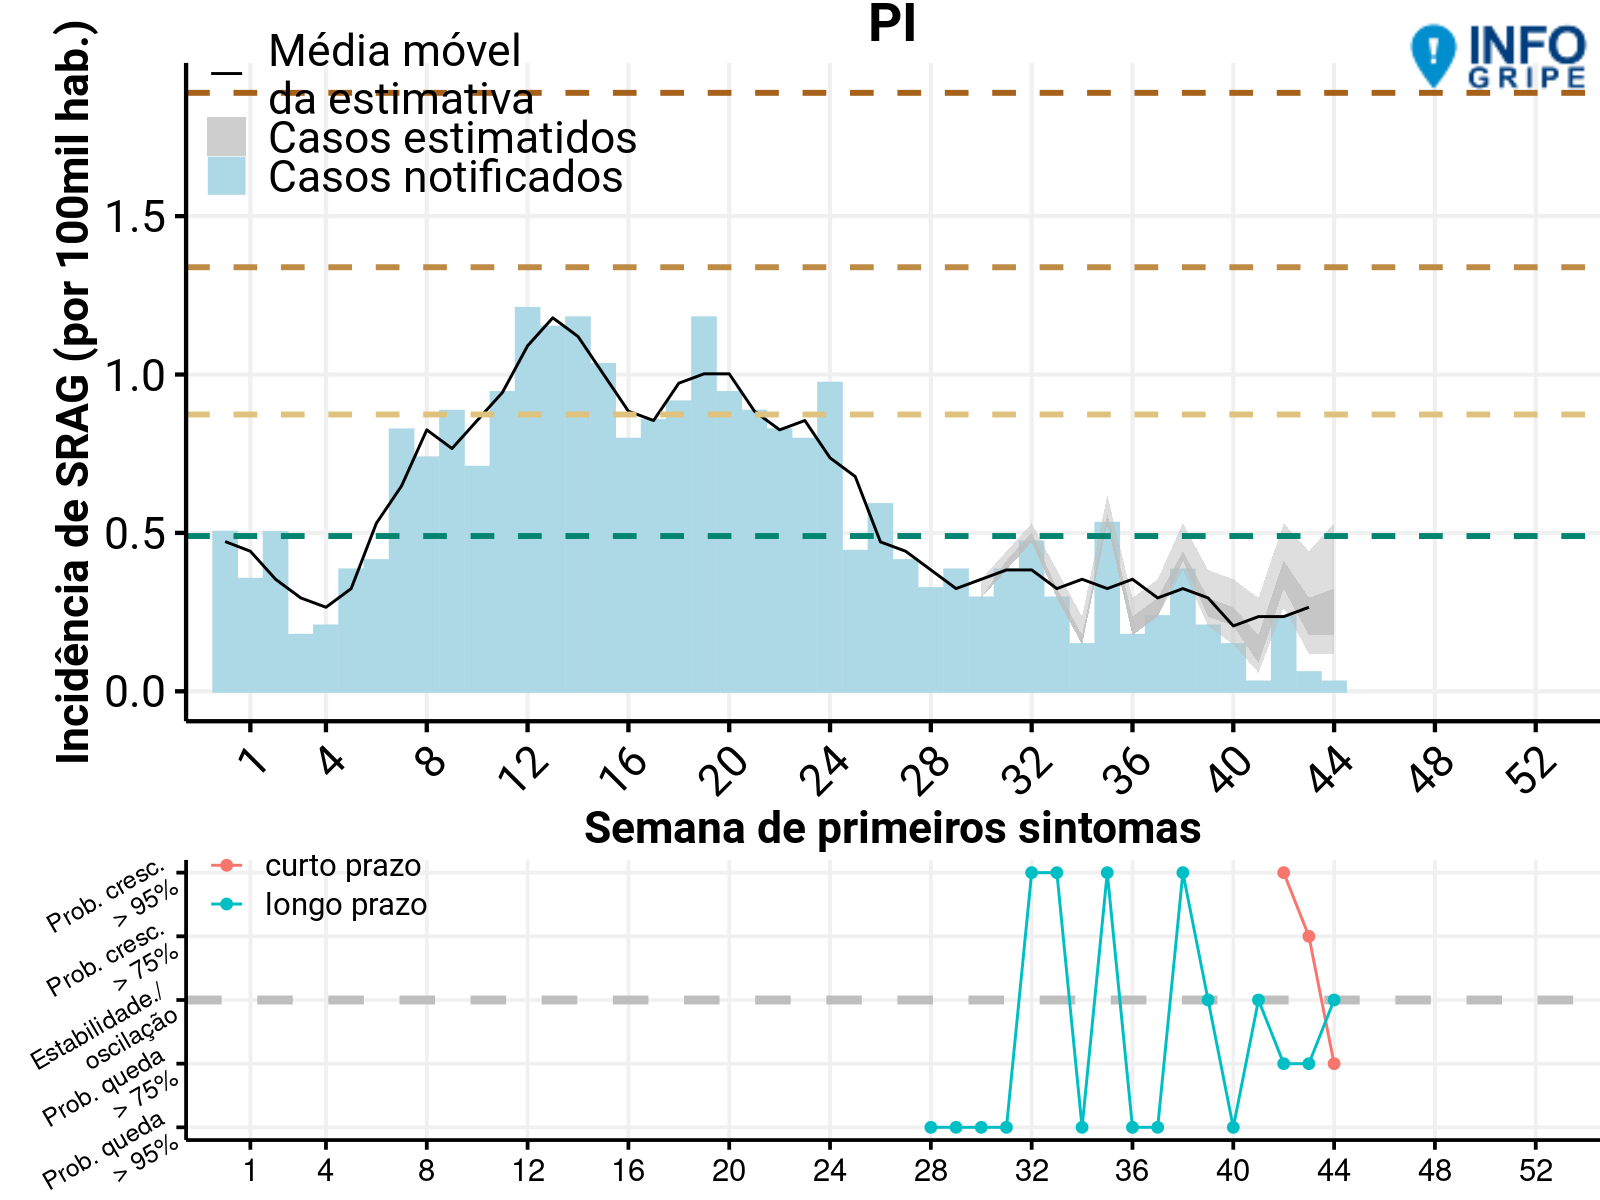 PI
INFO
GRIPE
Média móvel
da estimativa
Casos estimatidos
Casos notificados
Incidência de SRAG (por 100mil hab.)
1.5
1.0
0.5
0.0
1 4 8 12 16 20 24 28 32 36 40 44 48 52
Semana de primeiros sintomas
curto prazo
longo prazo
Prob. cresc.
> 95%
Prob. cresc.
> 75%
Estabilidade./
oscilação
Prob. queda
> 75%
Prob. queda
> 95%
1 4 8 12 16 20 24 28 32 36 40 44 48 52